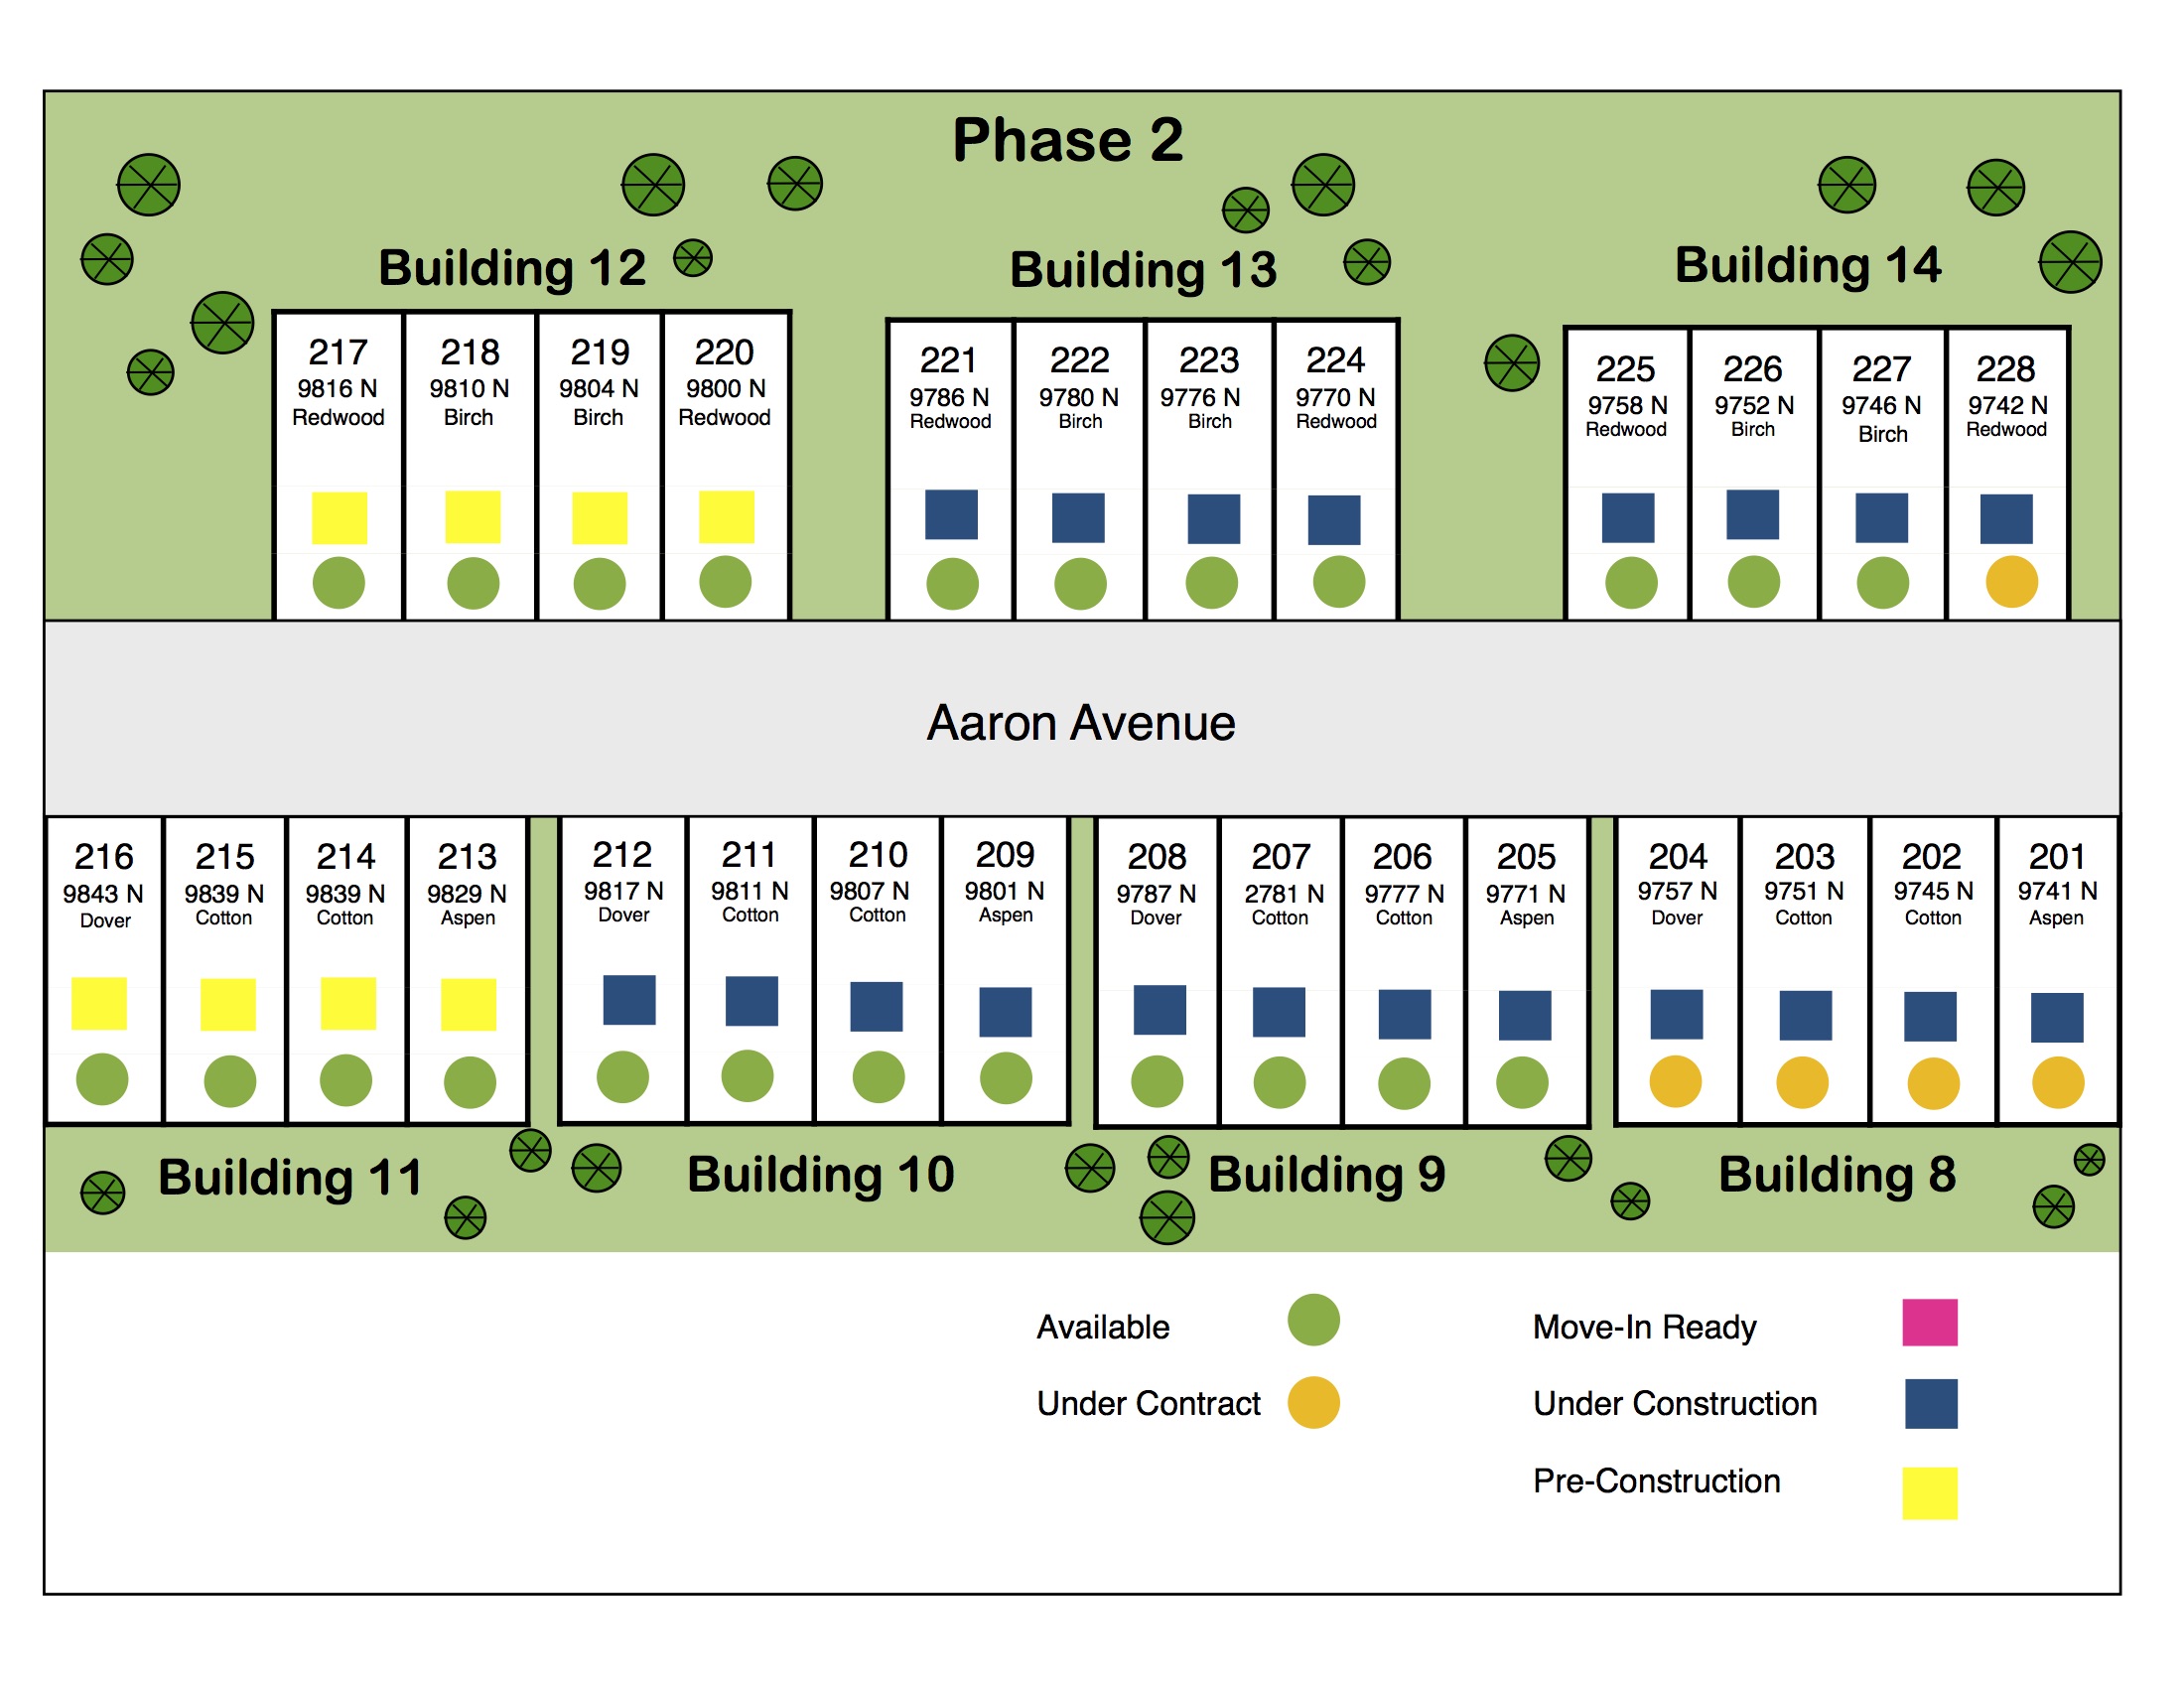 Phase 2
Building 12
Building 13
Building 14
217
9816 N
Redwood
218
9810 N
Birch
219
9804 N
Birch
220
9800 N
Redwood
221
9786 N
Redwood
222
9780 N
Birch
223
9776 N
Birch
224
9770 N
Redwood
225
9758 N
Redwood
226
9752 N
Birch
227
9746 N
Birch
228
9742 N
Redwood
Aaron Avenue
216
9843 N
Dover
215
9839 N
Cotton
214
9839 N
Cotton
213
9829 N
Aspen
212
9817 N
Dover
211
9811 N
Cotton
210
9807 N
Cotton
209
9801 N
Aspen
208
9787 N
Dover
207
2781 N
Cotton
206
9777 N
Cotton
205
9771 N
Aspen
204
9757 N
Dover
203
9751 N
Cotton
202
9745 N
Cotton
201
9741 N
Aspen
Building 11
Building 10
Building 9
Building 8
Available
Under Contract
Move-In Ready
Under Construction
Pre-Construction